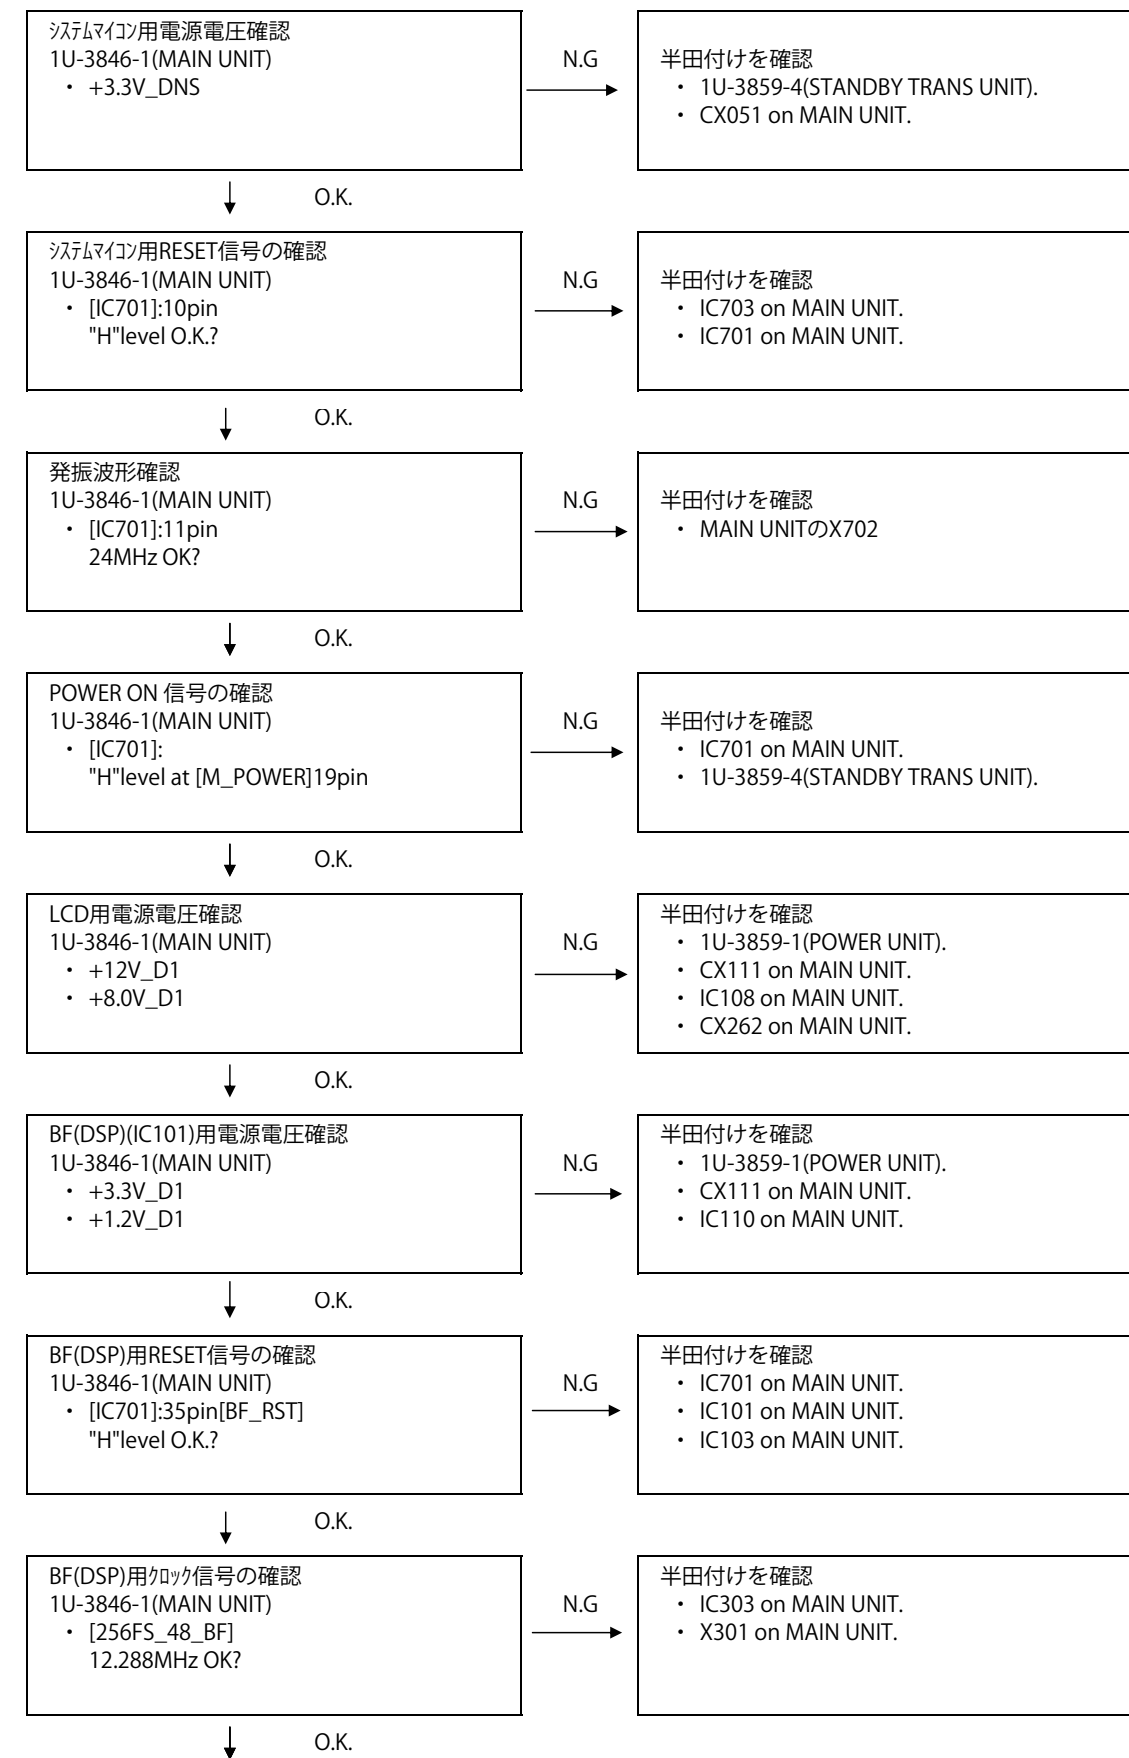 ｼｽﾃﾑﾏｲｺﾝ用電源電圧確認
1U-3846-1(MAIN UNIT)
・ +3.3V_DNS
N.G
半田付けを確認
・ 1U-3859-4(STANDBY TRANS UNIT).
・ CX051 on MAIN UNIT.
O.K.
ｼｽﾃﾑﾏｲｺﾝ用RESET信号の確認
1U-3846-1(MAIN UNIT)
・ [IC701]:10pin
"H"level O.K.?
N.G
半田付けを確認
・ IC703 on MAIN UNIT.
・ IC701 on MAIN UNIT.
O.K.
発振波形確認
1U-3846-1(MAIN UNIT)
・ [IC701]:11pin
24MHz OK?
N.G
半田付けを確認
・ MAIN UNITのX702
O.K.
POWER ON 信号の確認
1U-3846-1(MAIN UNIT)
・ [IC701]:
"H"level at [M_POWER]19pin
N.G
半田付けを確認
・ IC701 on MAIN UNIT.
・ 1U-3859-4(STANDBY TRANS UNIT).
O.K.
LCD用電源電圧確認
1U-3846-1(MAIN UNIT)
・ +12V_D1
・ +8.0V_D1
N.G
半田付けを確認
・ 1U-3859-1(POWER UNIT).
・ CX111 on MAIN UNIT.
・ IC108 on MAIN UNIT.
・ CX262 on MAIN UNIT.
O.K.
BF(DSP)(IC101)用電源電圧確認
1U-3846-1(MAIN UNIT)
・ +3.3V_D1
・ +1.2V_D1
N.G
半田付けを確認
・ 1U-3859-1(POWER UNIT).
・ CX111 on MAIN UNIT.
・ IC110 on MAIN UNIT.
O.K.
BF(DSP)用RESET信号の確認
1U-3846-1(MAIN UNIT)
・ [IC701]:35pin[BF_RST]
"H"level O.K.?
N.G
半田付けを確認
・ IC701 on MAIN UNIT.
・ IC101 on MAIN UNIT.
・ IC103 on MAIN UNIT.
O.K.
BF(DSP)用ｸﾛｯｸ信号の確認
1U-3846-1(MAIN UNIT)
・ [256FS_48_BF]
12.288MHz OK?
N.G
半田付けを確認
・ IC303 on MAIN UNIT.
・ X301 on MAIN UNIT.
O.K.